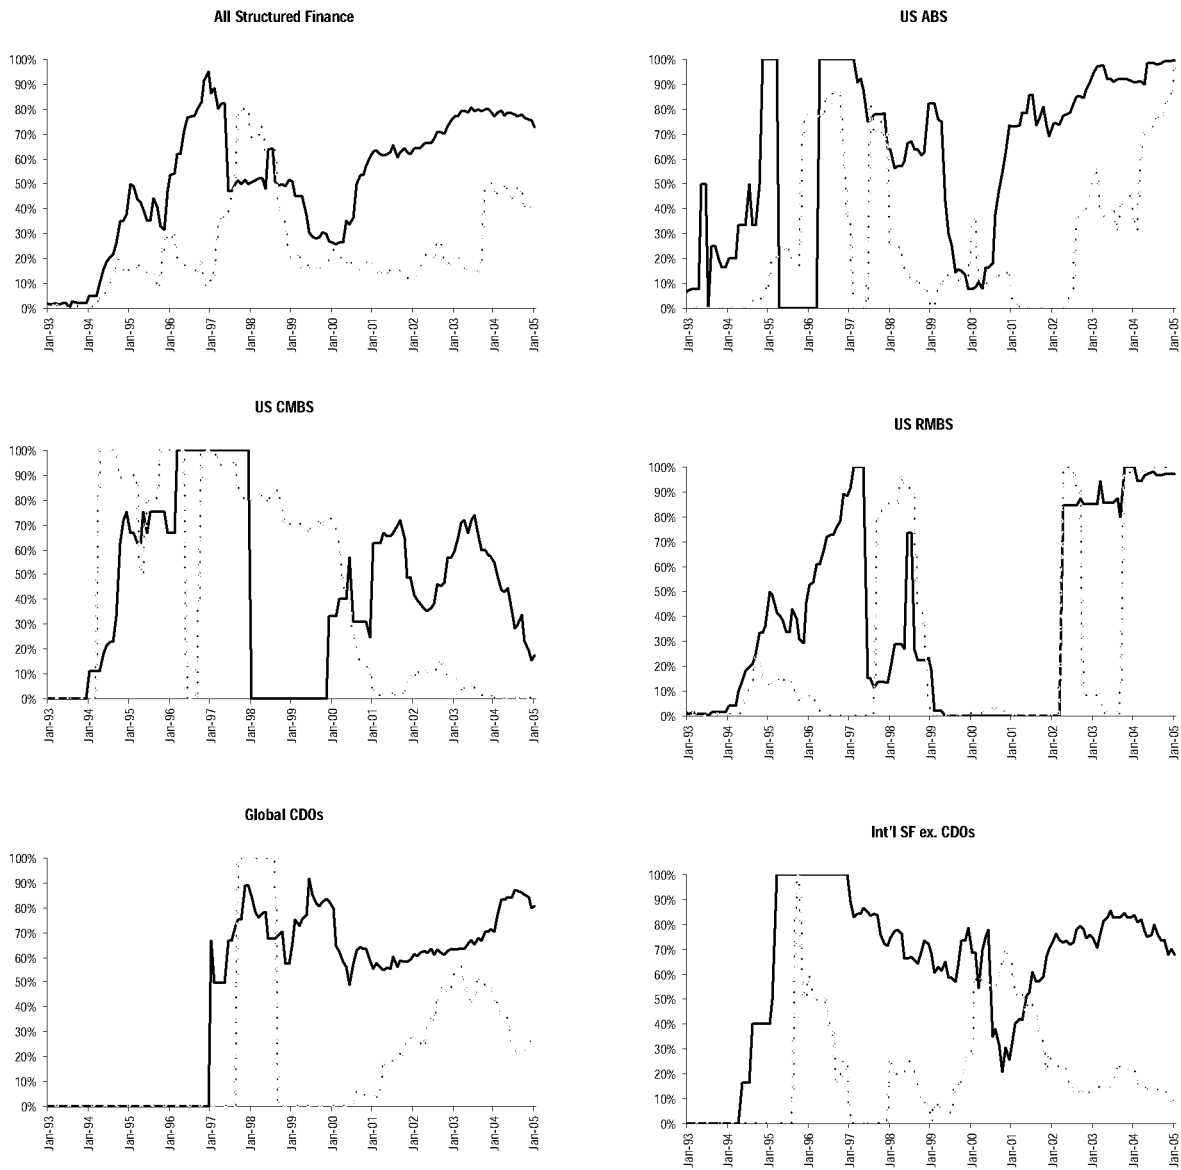 All Structured Finance
100%
90%
80%
70%
60%
50%
40%
30%
20%
10%
0%
Jan-93
Jan-94
Jan-95
Jan-96
Jan-97
Jan-98
Jan-99
Jan-00
Jan-01
Jan-02
Jan-03
Jan-04
Jan-05
US ABS
100%
90%
80%
70%
60%
50%
40%
30%
20%
10%
0%
Jan-93
Jan-94
Jan-95
Jan-96
Jan-97
Jan-98
Jan-99
Jan-00
Jan-01
Jan-02
Jan-03
Jan-04
Jan-05
US CMBS
100%
90%
80%
70%
60%
50%
40%
30%
20%
10%
0%
Jan-93
Jan-94
Jan-95
Jan-96
Jan-97
Jan-98
Jan-99
Jan-00
Jan-01
Jan-02
Jan-03
Jan-04
Jan-05
US RMBS
100%
90%
80%
70%
60%
50%
40%
30%
20%
10%
0%
Jan-93
Jan-94
Jan-95
Jan-96
Jan-97
Jan-98
Jan-99
Jan-00
Jan-01
Jan-02
Jan-03
Jan-04
Jan-05
Global CDOs
100%
90%
80%
70%
60%
50%
40%
30%
20%
10%
0%
Jan-93
Jan-94
Jan-95
Jan-96
Jan-97
Jan-98
Jan-99
Jan-00
Jan-01
Jan-02
Jan-03
Jan-04
Jan-05
Int'l SF ex. CDOs
100%
90%
80%
70%
60%
50%
40%
30%
20%
10%
0%
Jan-93
Jan-94
Jan-95
Jan-96
Jan-97
Jan-98
Jan-99
Jan-00
Jan-01
Jan-02
Jan-03
Jan-04
Jan-05